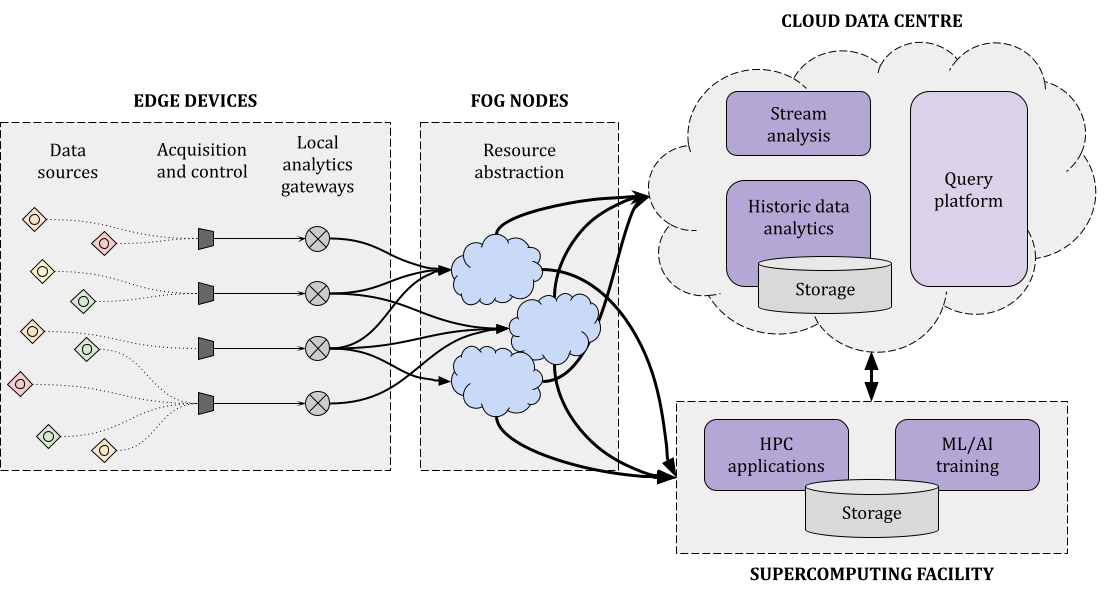 CLOUD DATA CENTRE
EDGE DEVICES
FOG NODES
Data
sources
Acquisition
and control
Local
analytics
gateways
Resource
abstraction
Stream
analysis
Historic data
analytics
Storage
Query
platform
HPC
applications
ML/AI
training
Storage
SUPERCOMPUTING FACILITY